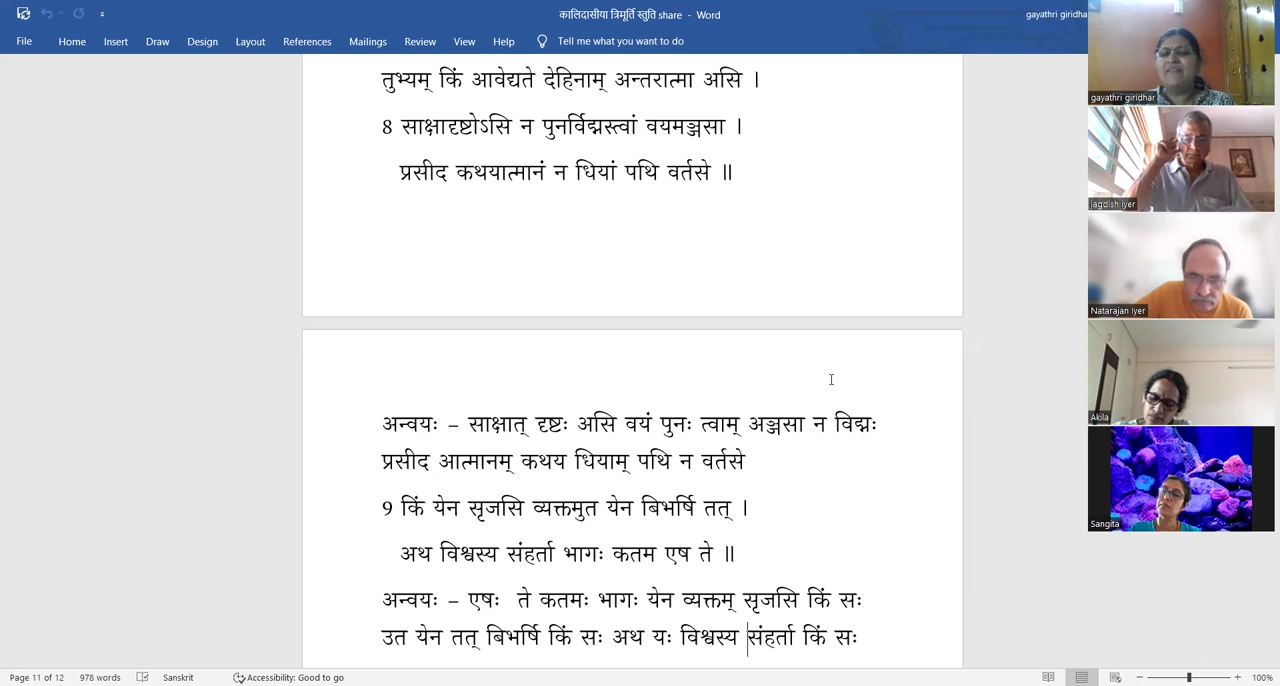 कालिदासीया त्रिमूर्ति स्तुति share - Word
gayathri giridha
File Home Insert Draw Design Layout References Mailings Review View Help Tell me what you want to do
तुभ्यम् किं आवेद्यते देहिनाम् अन्तरात्मा असि ।
8 साक्षादृष्टोऽसि न पुनर्विद्मस्त्वां वयमञ्जसा ।
प्रसीद कथयात्मानं न धियां पथि वर्तसे ॥
अन्वयः – साक्षात् दृष्टः असि वयं पुनः त्वाम् अञ्जसा न विद्मः
प्रसीद आत्मानम् कथय धियाम् पथि न वर्तसे
9 किं येन सृजसि व्यक्तमुत येन बिभर्षि तत् ।
अथ विश्वस्य संहर्ता भागः कतम एष ते ॥
अन्वयः – एषः ते कतमः भागः येन व्यक्तम् सृजसि किं सः
उत येन तत् बिभर्षि किं सः अथ यः विश्वस्य संहर्ता किं सः
gayathri giridhar
jagdish iyer
Natarajan Iyer
Akila
Sangita
Page 11 of 12 978 words Sanskrit Accessibility: Good to go 100%